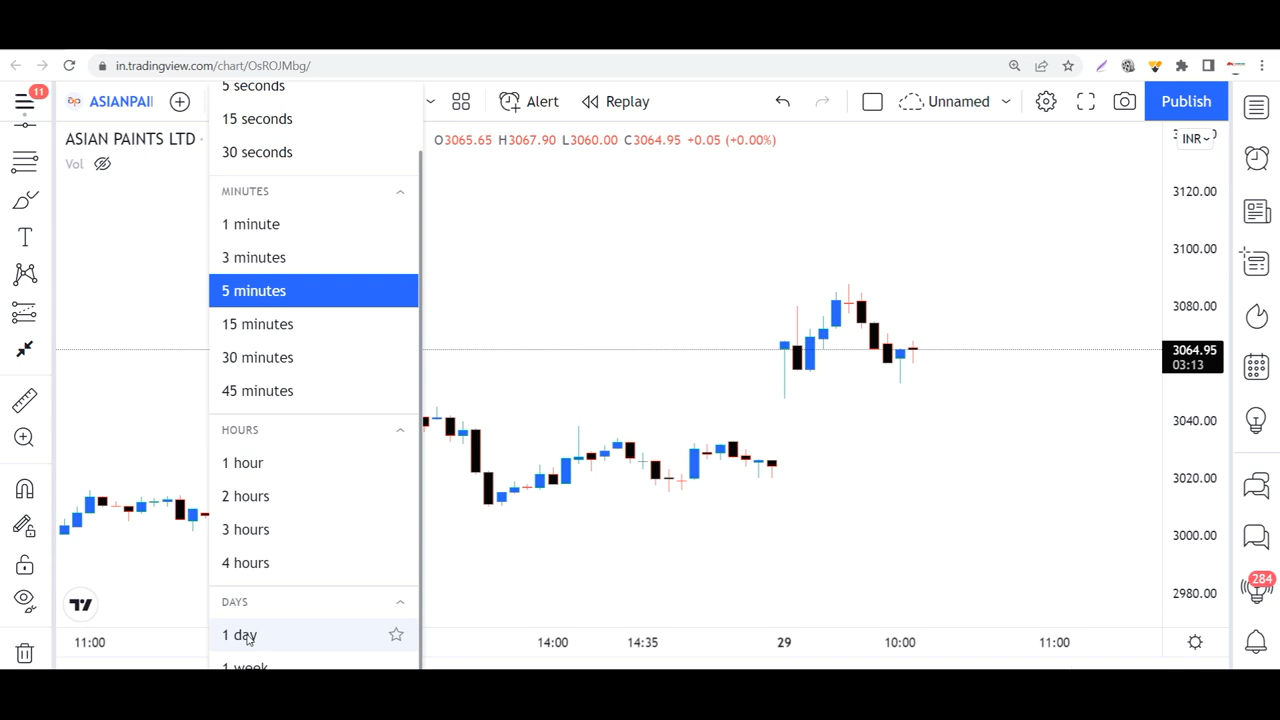 in.tradingview.com/chart/OsROJMbg/
11
ASIANPAI
Alert
Replay
Unnamed
Publish
ASIAN PAINTS LTD ·
O3065.65 H3067.90 L3060.00 C3064.95 +0.05 (+0.00%)
INR
Vol
5 seconds
15 seconds
30 seconds
MINUTES
1 minute
3 minutes
5 minutes
15 minutes
30 minutes
45 minutes
HOURS
1 hour
2 hours
3 hours
4 hours
DAYS
1 day
1 week
3120.00
3100.00
3080.00
3064.95
03:13
3040.00
3020.00
3000.00
2980.00
284
11:00
14:00
14:35
29
10:00
11:00